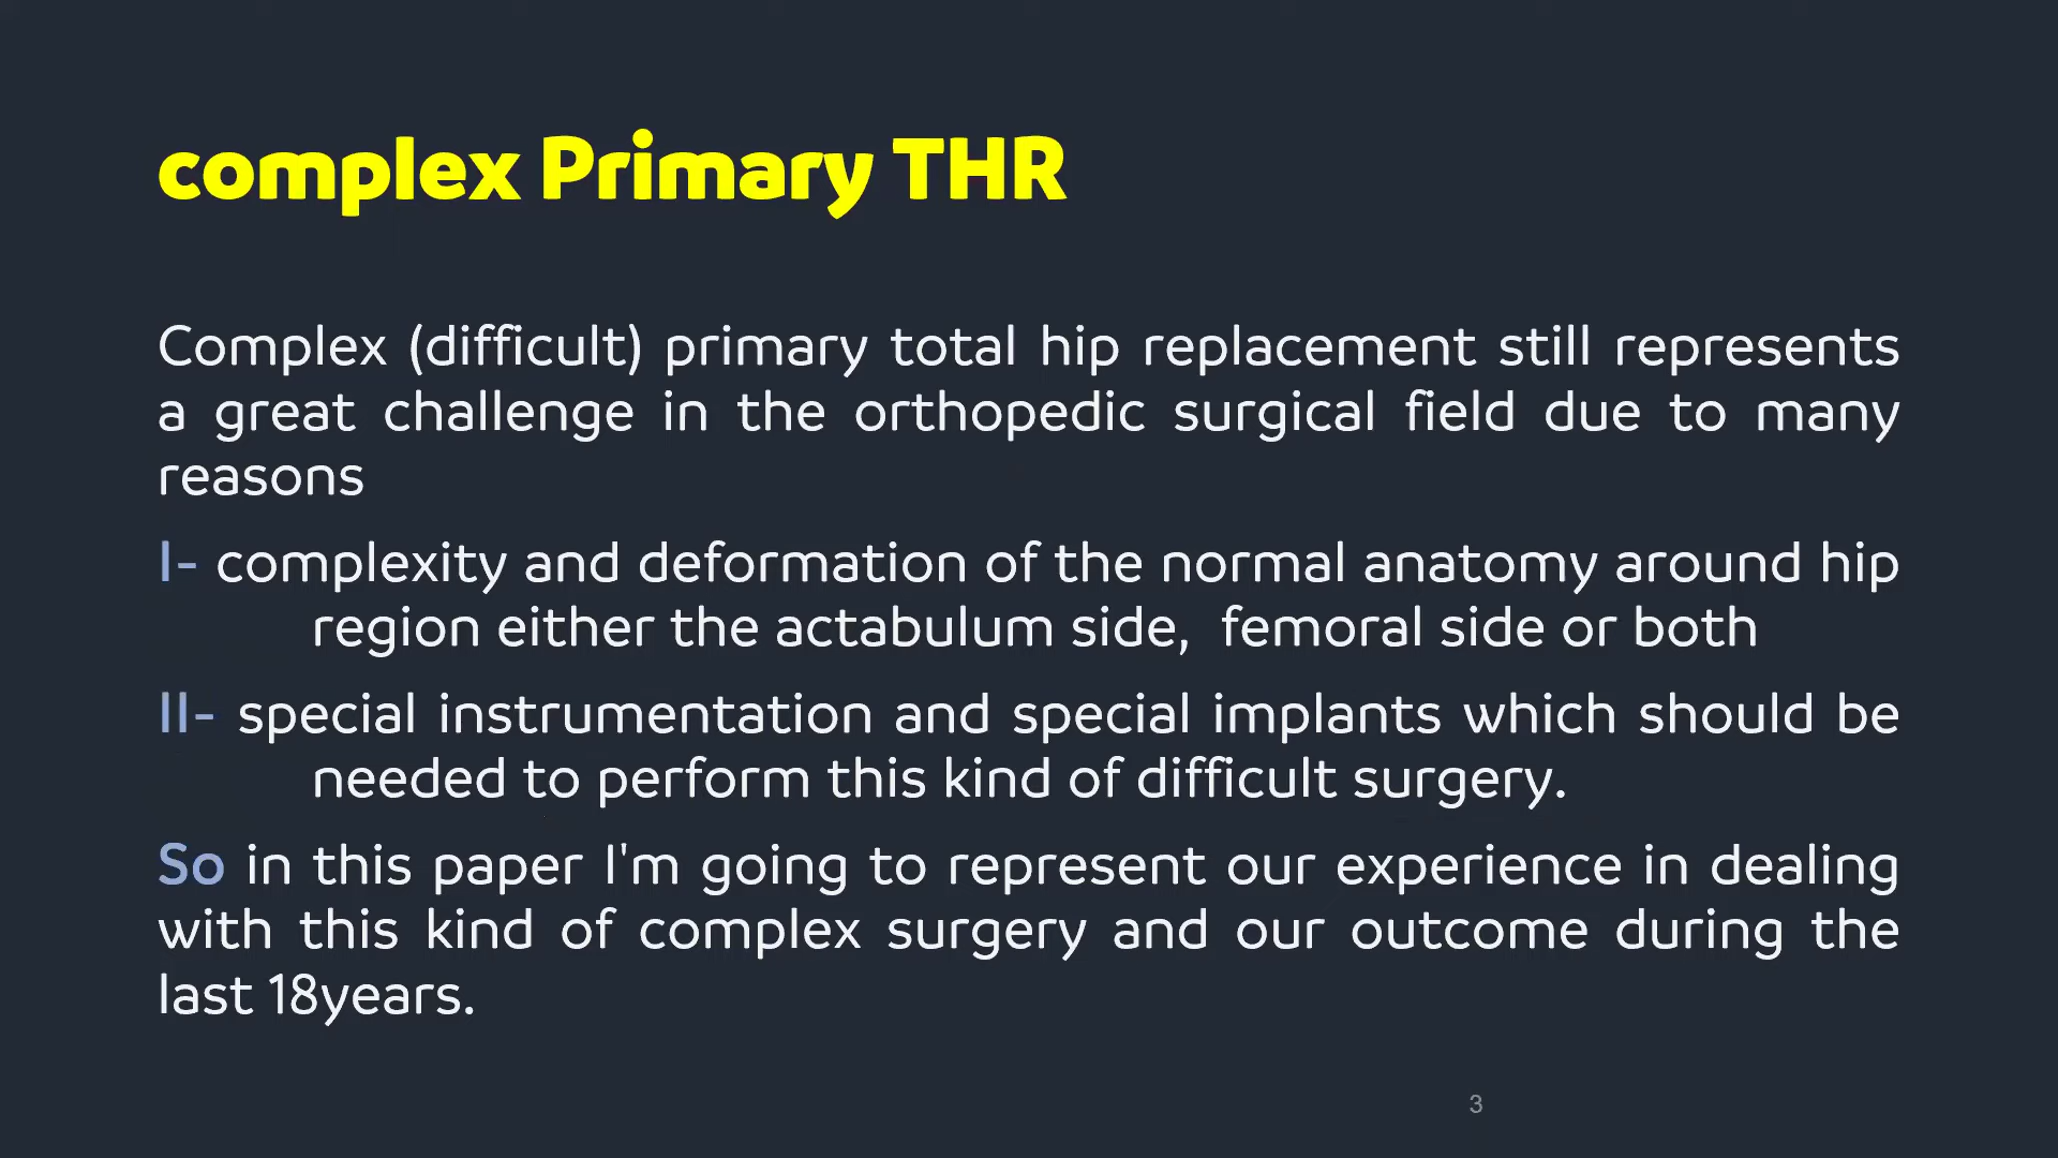 complex Primary THR
Complex (difficult) primary total hip replacement still represents
a great challenge in the orthopedic surgical field due to many
reasons
I- complexity and deformation of the normal anatomy around hip
region either the actabulum side, femoral side or both
II- special instrumentation and special implants which should be
needed to perform this kind of difficult surgery.
So in this paper I'm going to represent our experience in dealing
with this kind of complex surgery and our outcome during the
last 18years.
3